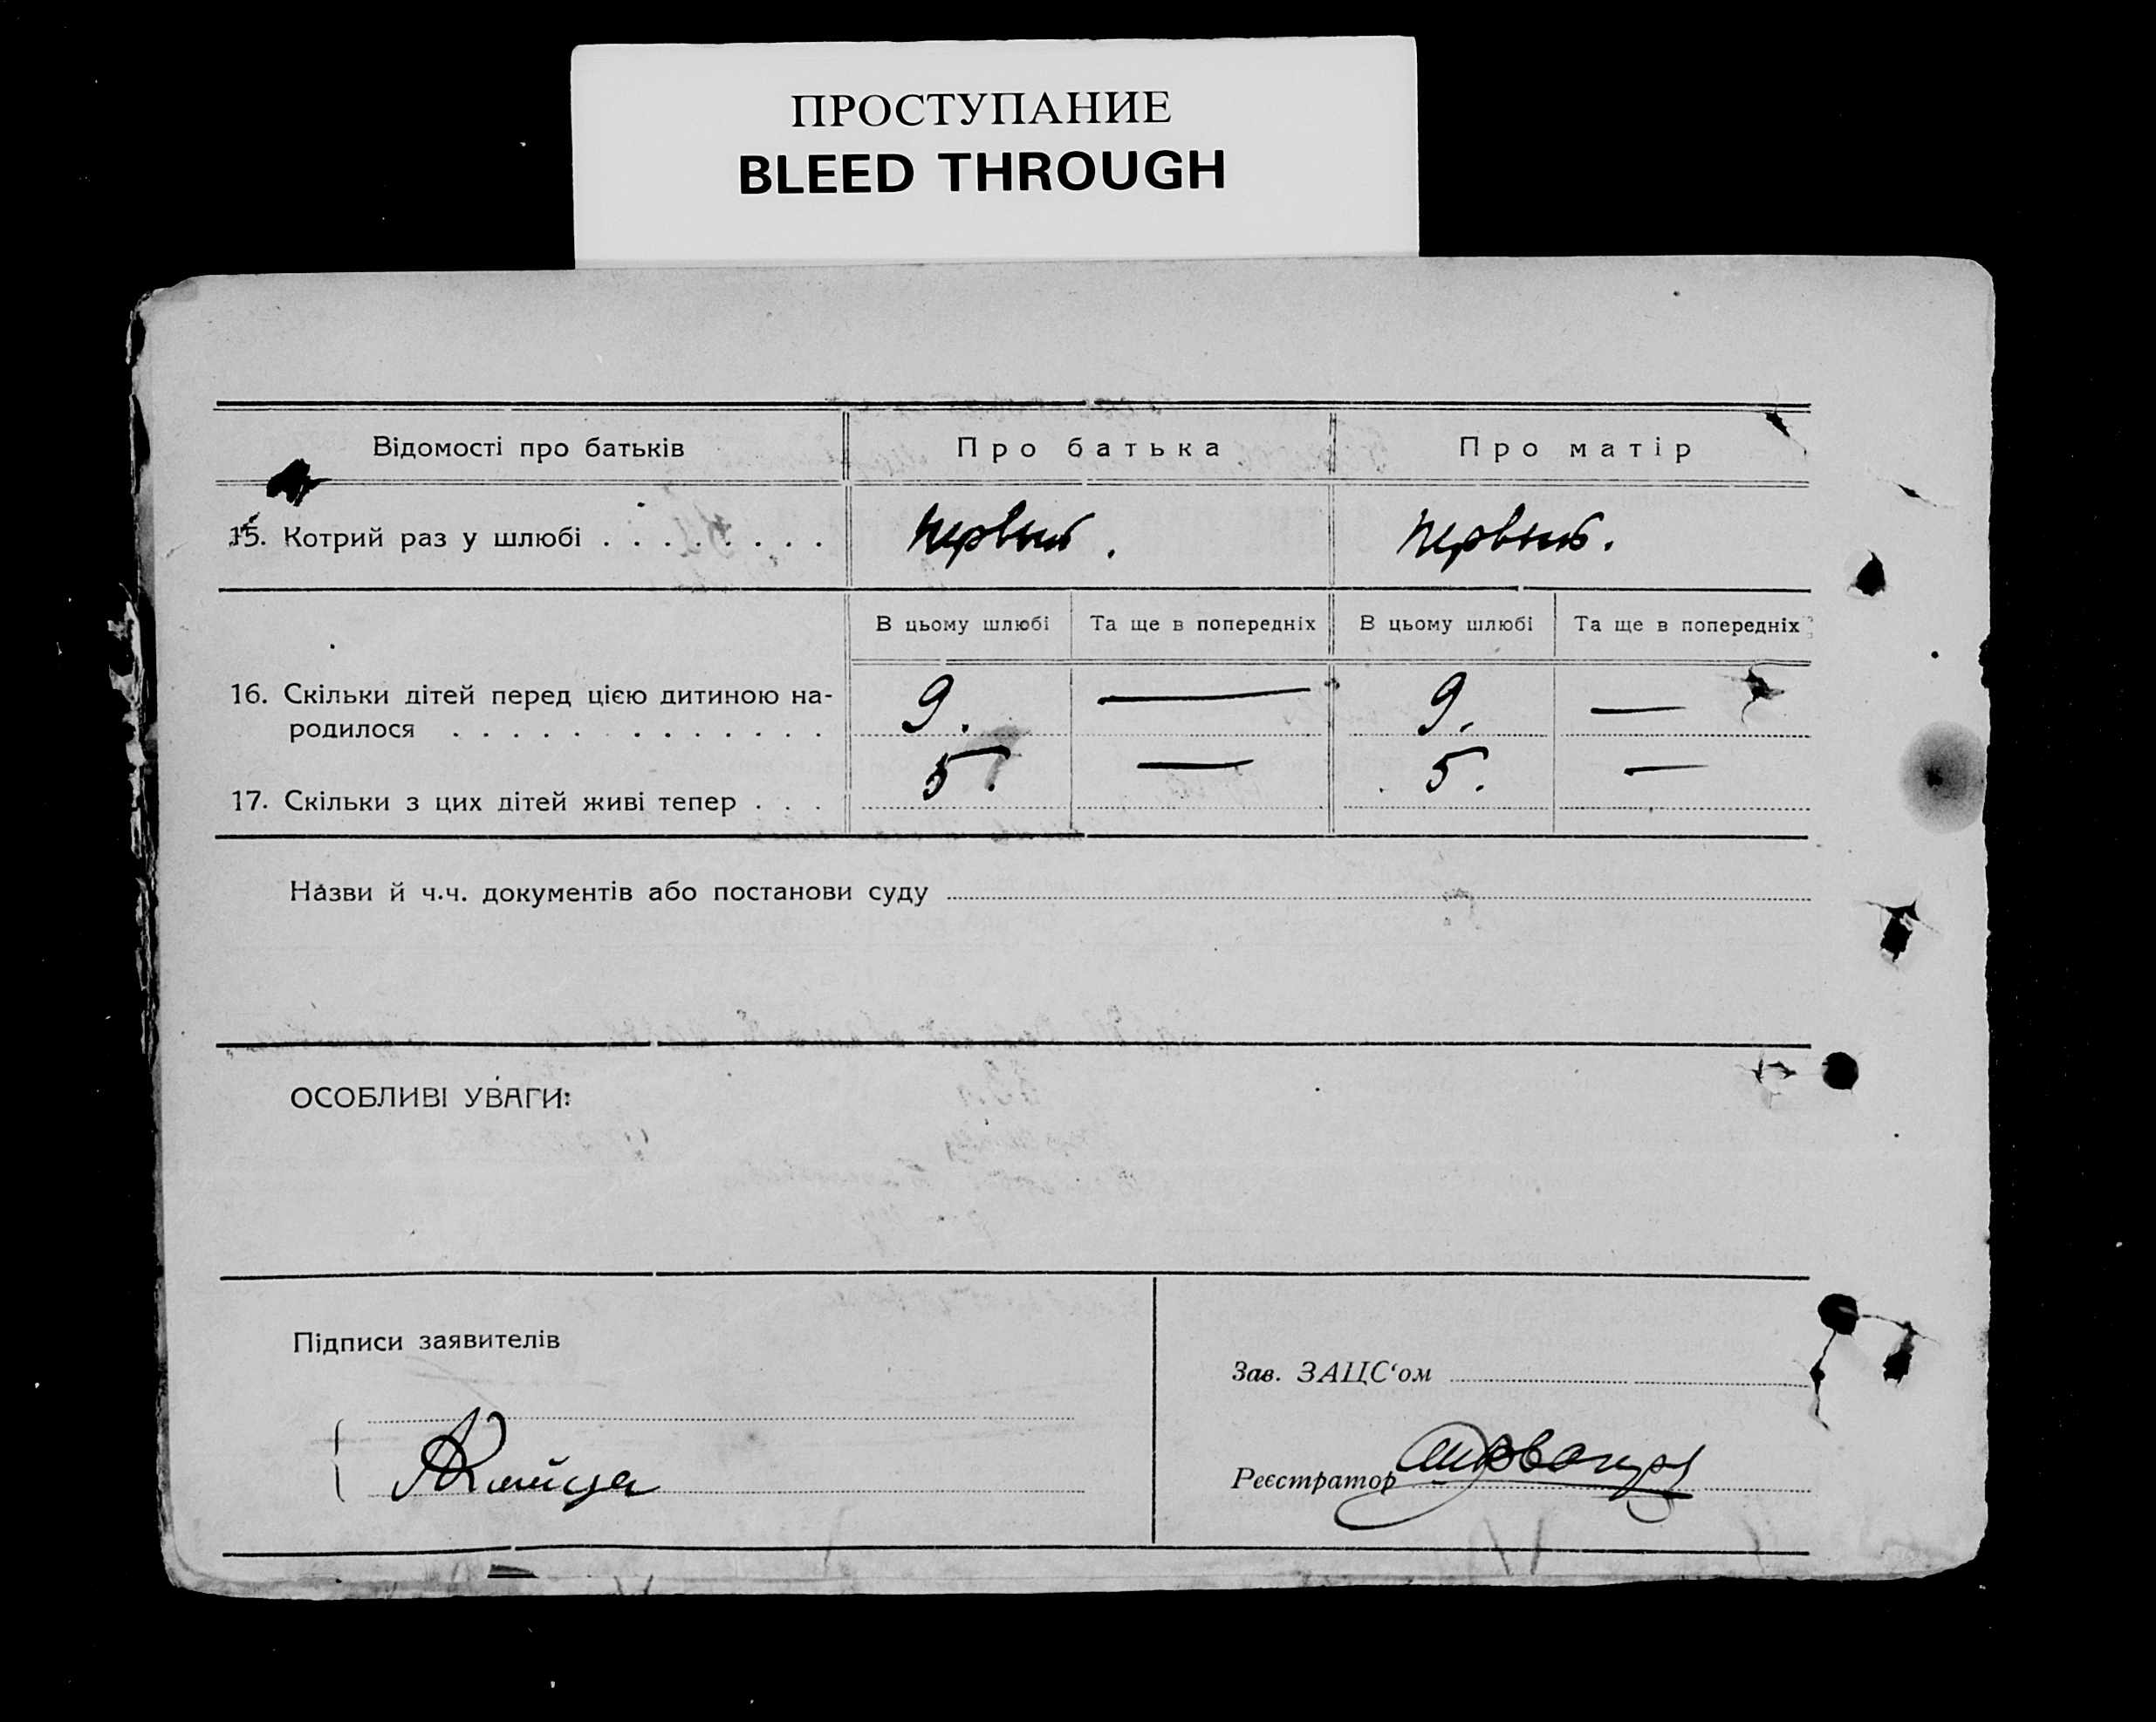 ПРОСТУПАНИЕ
BLEED THROUGH
Відомості про батьків
Про батька
Про матір
15. Котрий раз у шлюбі
первый.
первый.
В цьому шлюбі
Та ще в попередніх
В цьому шлюбі
Та ще в попередніх
16. Скільки дітей перед цією дитиною на-
родилося
9.
—
9.
—
17. Скільки з цих дітей живі тепер
5.
—
5.
—
Назви й ч.ч. документів або постанови суду
ОСОБЛИВІ УВАГИ:
Підписи заявителів
Зав. ЗАЦС‘ом
Реєстратор